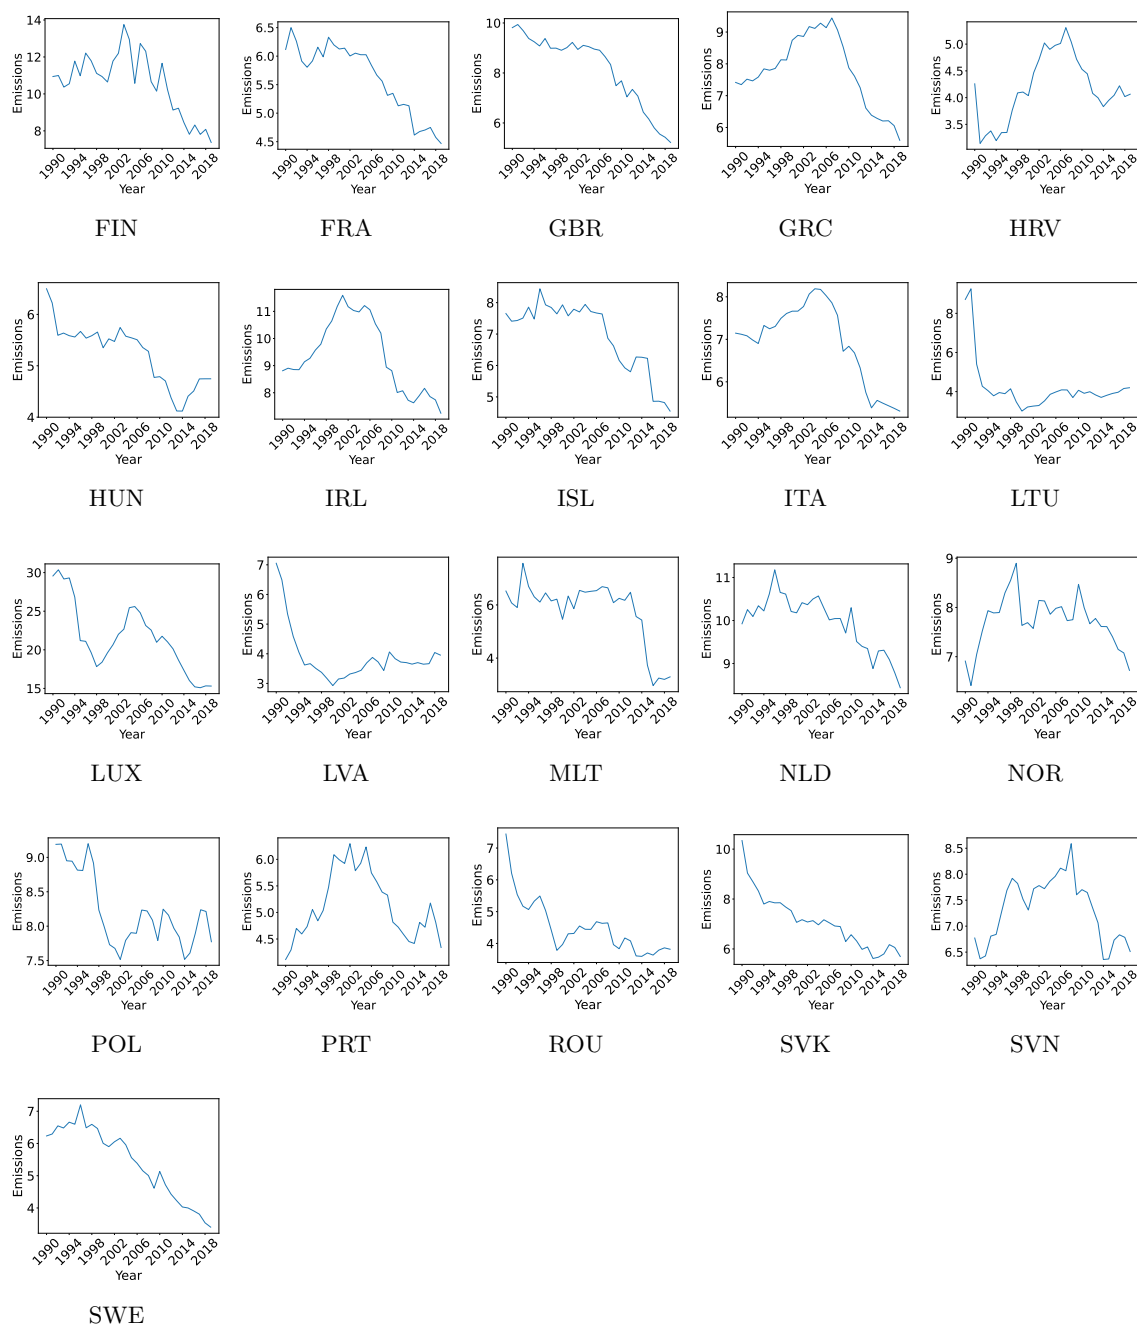 Emissions
14
12
10
8
1990 1994 1998 2002 2006 2010 2014 2018
Year
FIN
Emissions
6.5
6.0
5.5
5.0
4.5
1990 1994 1998 2002 2006 2010 2014 2018
Year
FRA
Emissions
10
8
6
1990 1994 1998 2002 2006 2010 2014 2018
Year
GBR
Emissions
9
8
7
6
1990 1994 1998 2002 2006 2010 2014 2018
Year
GRC
Emissions
5.0
4.5
4.0
3.5
1990 1994 1998 2002 2006 2010 2014 2018
Year
HRV
Emissions
6
5
4
1990 1994 1998 2002 2006 2010 2014 2018
Year
HUN
Emissions
11
10
9
8
1990 1994 1998 2002 2006 2010 2014 2018
Year
IRL
Emissions
8
7
6
5
1990 1994 1998 2002 2006 2010 2014 2018
Year
ISL
Emissions
8
7
6
1990 1994 1998 2002 2006 2010 2014 2018
Year
ITA
Emissions
8
6
4
1990 1994 1998 2002 2006 2010 2014 2018
Year
LTU
Emissions
30
25
20
15
1990 1994 1998 2002 2006 2010 2014 2018
Year
LUX
Emissions
7
6
5
4
3
1990 1994 1998 2002 2006 2010 2014 2018
Year
LVA
Emissions
6
4
1990 1994 1998 2002 2006 2010 2014 2018
Year
MLT
Emissions
11
10
9
1990 1994 1998 2002 2006 2010 2014 2018
Year
NLD
Emissions
9
8
7
1990 1994 1998 2002 2006 2010 2014 2018
Year
NOR
Emissions
9.0
8.5
8.0
7.5
1990 1994 1998 2002 2006 2010 2014 2018
Year
POL
Emissions
6.0
5.5
5.0
4.5
1990 1994 1998 2002 2006 2010 2014 2018
Year
PRT
Emissions
7
6
5
4
1990 1994 1998 2002 2006 2010 2014 2018
Year
ROU
Emissions
10
8
6
1990 1994 1998 2002 2006 2010 2014 2018
Year
SVK
Emissions
8.5
8.0
7.5
7.0
6.5
1990 1994 1998 2002 2006 2010 2014 2018
Year
SVN
Emissions
7
6
5
4
1990 1994 1998 2002 2006 2010 2014 2018
Year
SWE